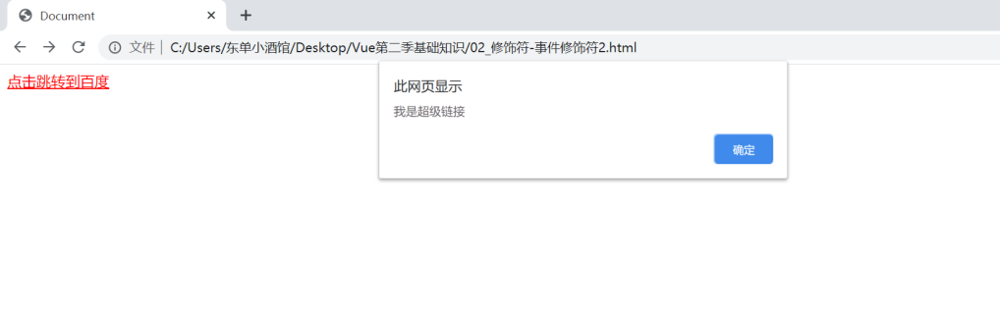 Document
文件 | C:/Users/东单小酒馆/Desktop/Vue第二季基础知识/02_修饰符-事件修饰符2.html
点击跳转到百度
此网页显示
我是超级链接
确定